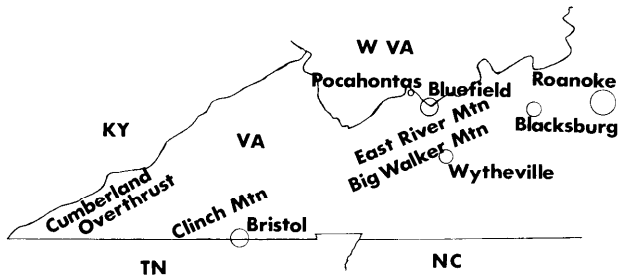 W VA
Pocahontas
Bluefield
Roanoke
KY
VA
East River Mtn
Blacksburg
Big Walker Mtn
Wytheville
Cumberland
Overthrust
Clinch Mtn
Bristol
TN
NC